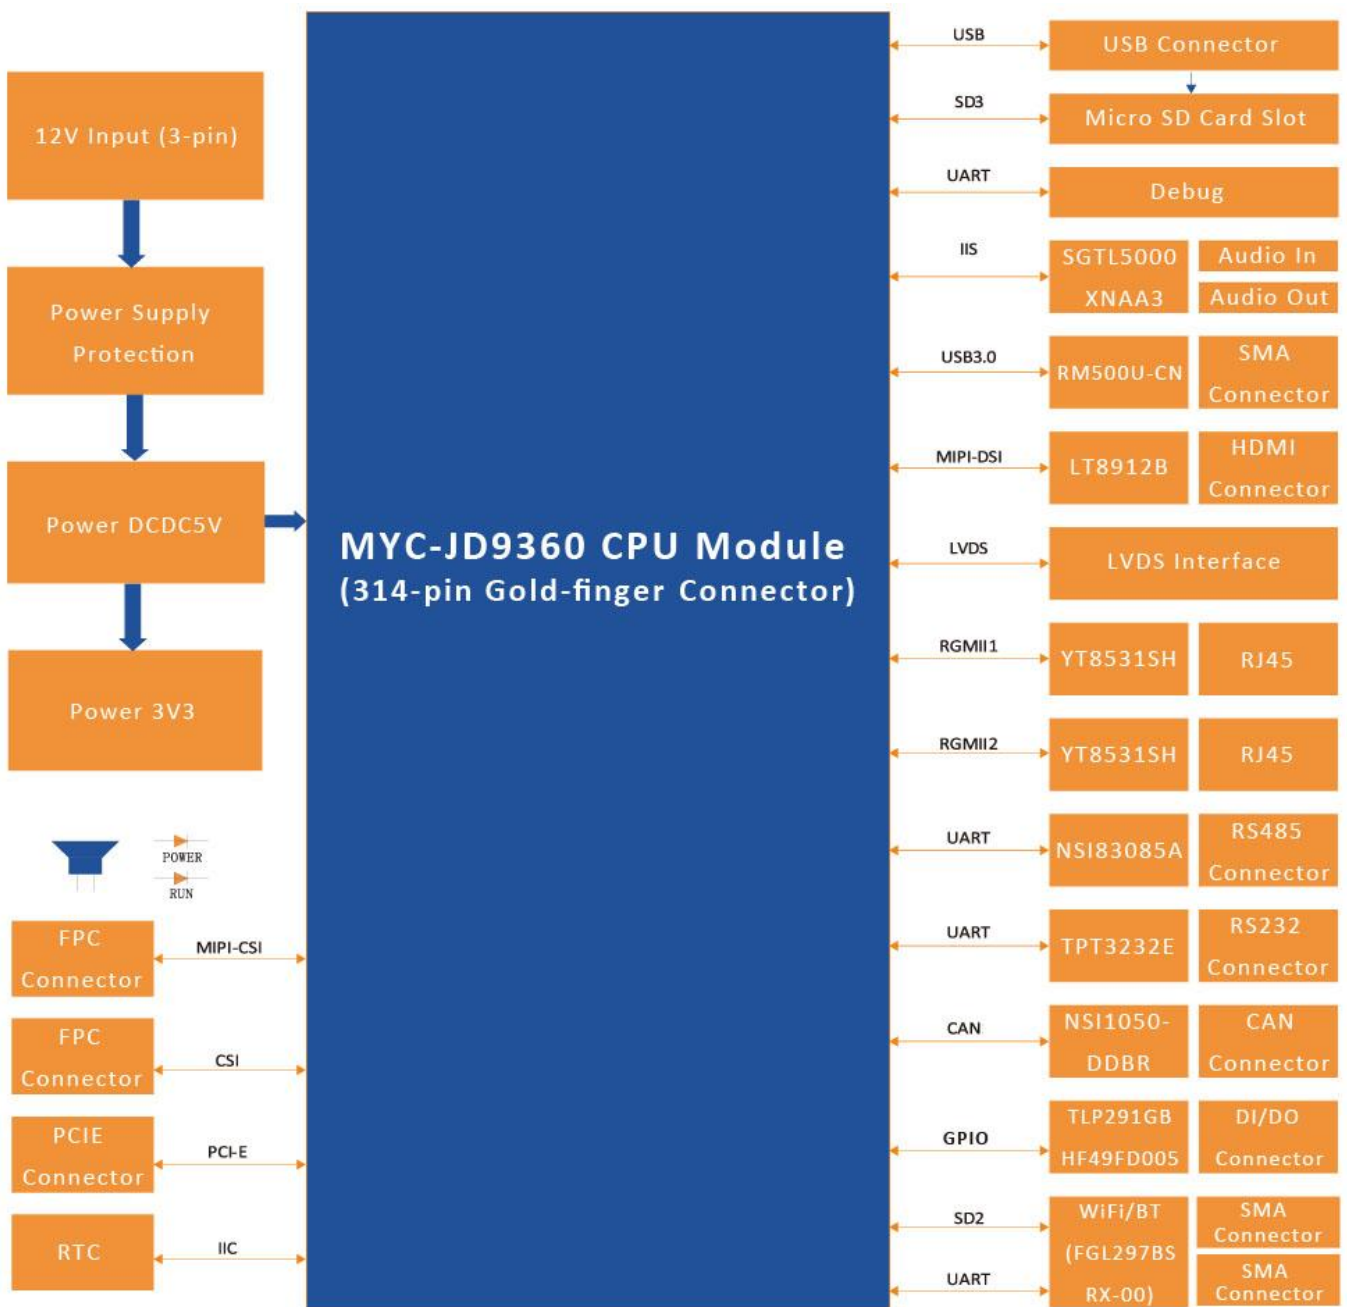 12V Input (3-pin)
Power Supply
Protection
Power DCDC5V
Power 3V3
POWER
RUN
FPC
Connector
MIPI-CSI
FPC
Connector
CSI
PCIE
Connector
PCI-E
RTC
IIC
MYC-JD9360 CPU Module
(314-pin Gold-finger Connector)
USB
USB Connector
SD3
Micro SD Card Slot
UART
Debug
IIS
SGTL5000
XNAA3
Audio In
Audio Out
USB3.0
RM500U-CN
SMA
Connector
MIPI-DSI
LT8912B
HDMI
Connector
LVDS
LVDS Interface
RGMII1
YT8531SH
RJ45
RGMII2
YT8531SH
RJ45
UART
NSI83085A
RS485
Connector
UART
TPT3232E
RS232
Connector
CAN
NSI1050-
DDBR
CAN
Connector
GPIO
TLP291GB
HF49FD005
DI/DO
Connector
SD2
UART
WiFi/BT
(FGL297BS
RX-00)
SMA
Connector
SMA
Connector